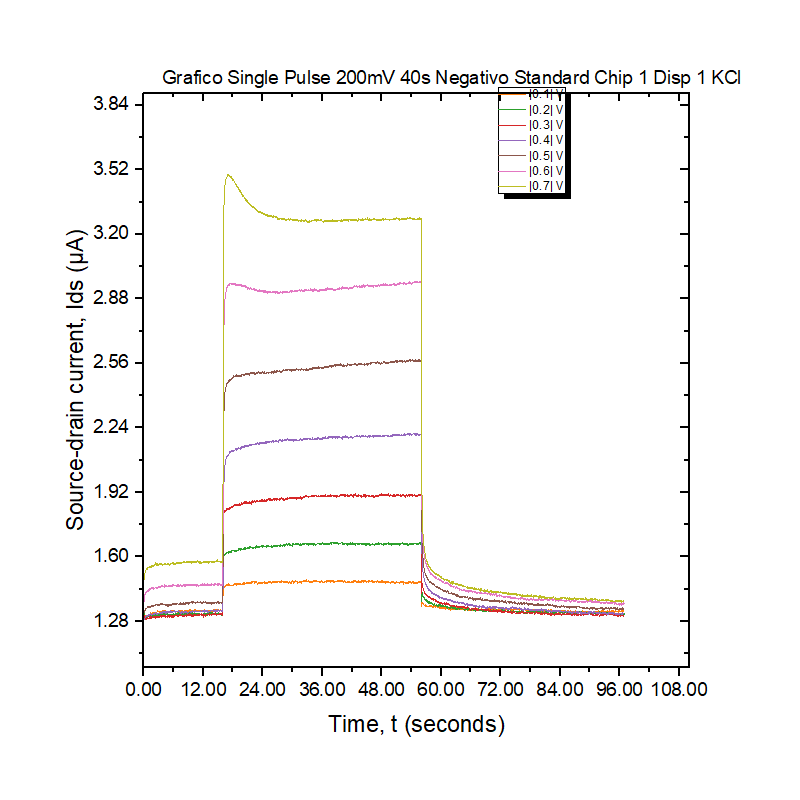 Grafico Single Pulse 200mV 40s Negativo Standard Chip 1 Disp 1 KCl
|0.1| V
|0.2| V
|0.3| V
|0.4| V
|0.5| V
|0.6| V
|0.7| V
3.84
3.52
3.20
2.88
2.56
2.24
1.92
1.60
1.28
Source-drain current, Ids (µA)
0.00 12.00 24.00 36.00 48.00 60.00 72.00 84.00 96.00 108.00
Time, t (seconds)